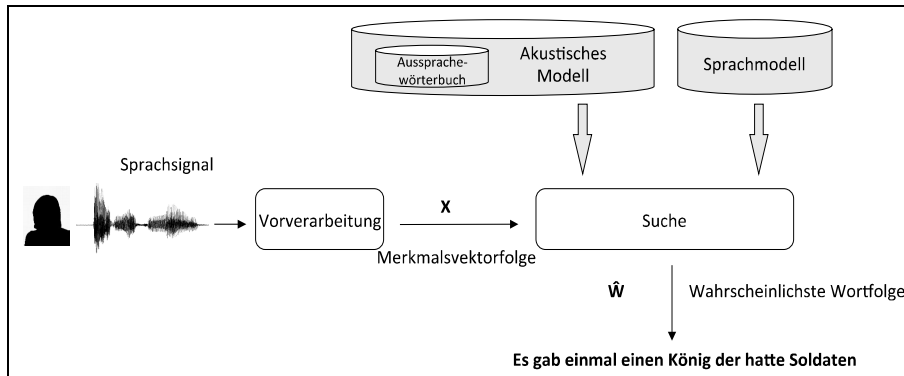 Aussprache-
wörterbuch
Akustisches
Modell
Sprachmodell
Sprachsignal
Vorverarbeitung
X
Merkmalsvektorfolge
Suche
Ŵ
Wahrscheinlichste Wortfolge
Es gab einmal einen König der hatte Soldaten